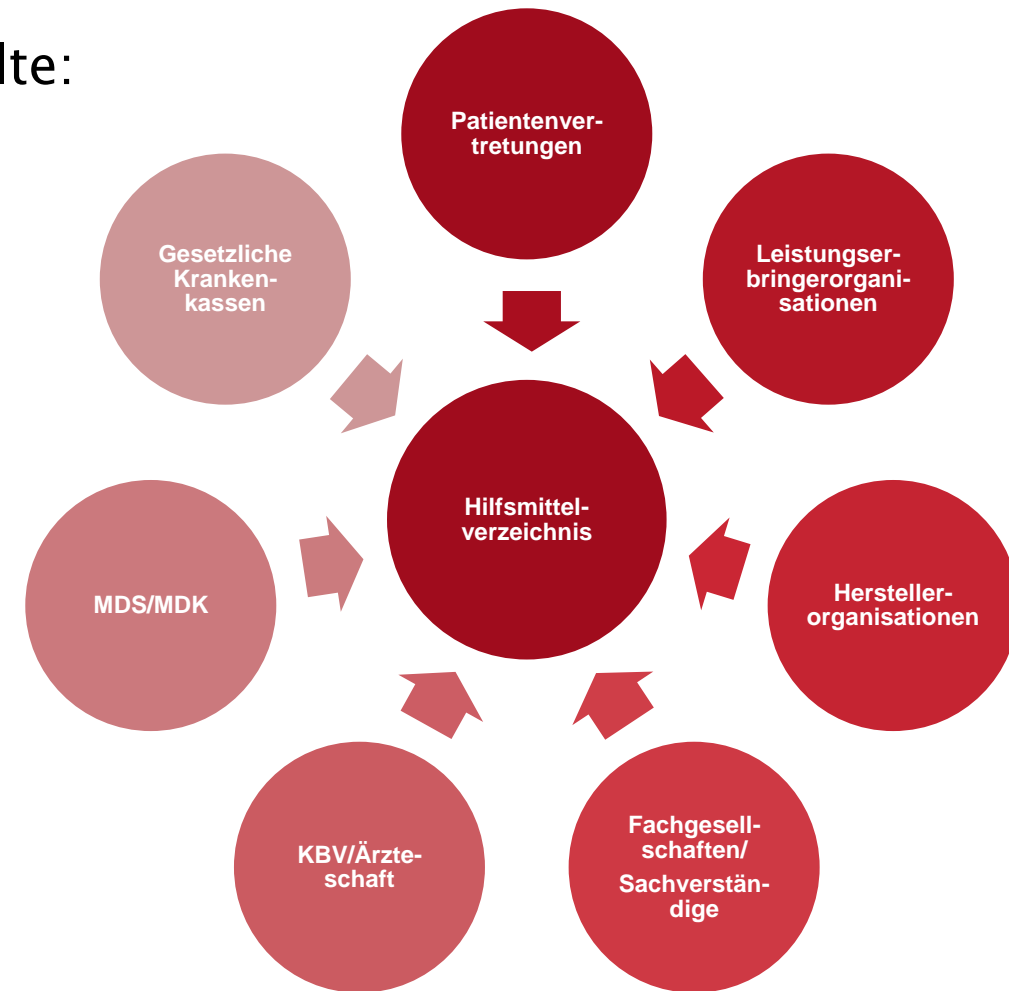 lte:
Patientenver-
tretungen
Leistungser-
bringerorgani-
sationen
Hersteller-
organisationen
Fachgesell-
schaften/
Sachverstän-
dige
KBV/Ärzte-
schaft
MDS/MDK
Gesetzliche
Kranken-
kassen
Hilfsmittel-
verzeichnis